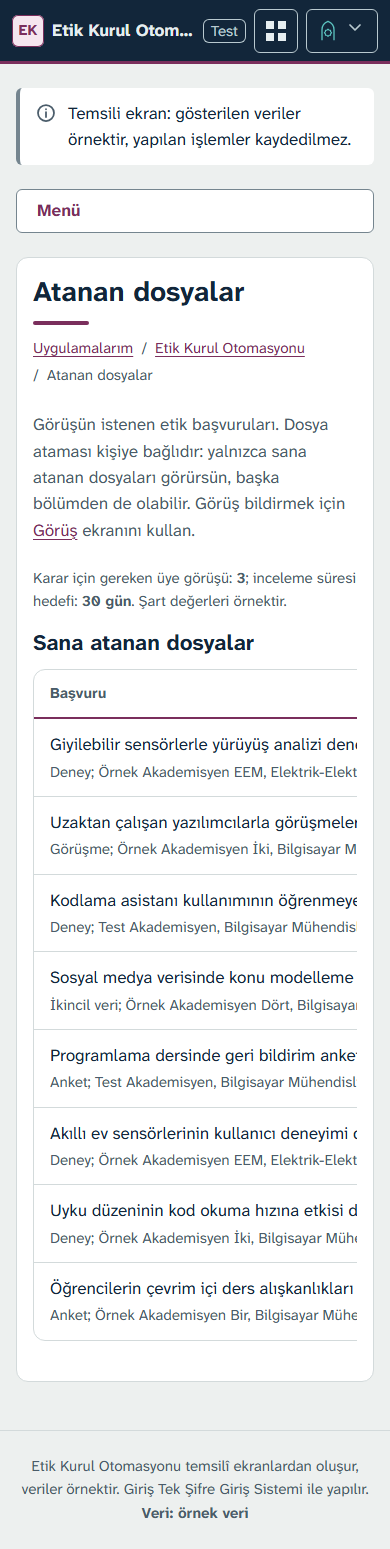 EK Etik Kurul Otom... Test
Temsili ekran: gösterilen veriler
örnektir, yapılan işlemler kaydedilmez.
Menü
Atanan dosyalar
Uygulamalarım / Etik Kurul Otomasyonu
/ Atanan dosyalar
Görüşün istenen etik başvuruları. Dosya
ataması kişiye bağlıdır: yalnızca sana
atanan dosyaları görürsün, başka
bölümden de olabilir. Görüş bildirmek için
Görüş ekranını kullan.
Karar için gereken üye görüşü: 3; inceleme süresi
hedefi: 30 gün. Şart değerleri örnektir.
Sana atanan dosyalar
Başvuru
Giyilebilir sensörlerle yürüyüş analizi
Deney; Örnek Akademisyen EEM, Elektrik-Elekt
Uzaktan çalışan yazılımcılarla görüşmeler
Görüşme; Örnek Akademisyen İki, Bilgisayar M
Kodlama asistanı kullanımının öğrenmeye
Deney; Test Akademisyen, Bilgisayar Mühendis
Sosyal medya verisinde konu modelleme
İkincil veri; Örnek Akademisyen Dört, Bilgisayar
Programlama dersinde geri bildirim anket
Anket; Test Akademisyen, Bilgisayar Mühendisl
Akıllı ev sensörlerinin kullanıcı deneyimi
Deney; Örnek Akademisyen EEM, Elektrik-Elekt
Uyku düzeninin kod okuma hızına etkisi d
Deney; Örnek Akademisyen İki, Bilgisayar Mühe
Öğrencilerin çevrim içi ders alışkanlıkları
Anket; Örnek Akademisyen Bir, Bilgisayar Mühe
Etik Kurul Otomasyonu temsilî ekranlardan oluşur,
veriler örnektir. Giriş Tek Şifre Giriş Sistemi ile yapılır.
Veri: örnek veri